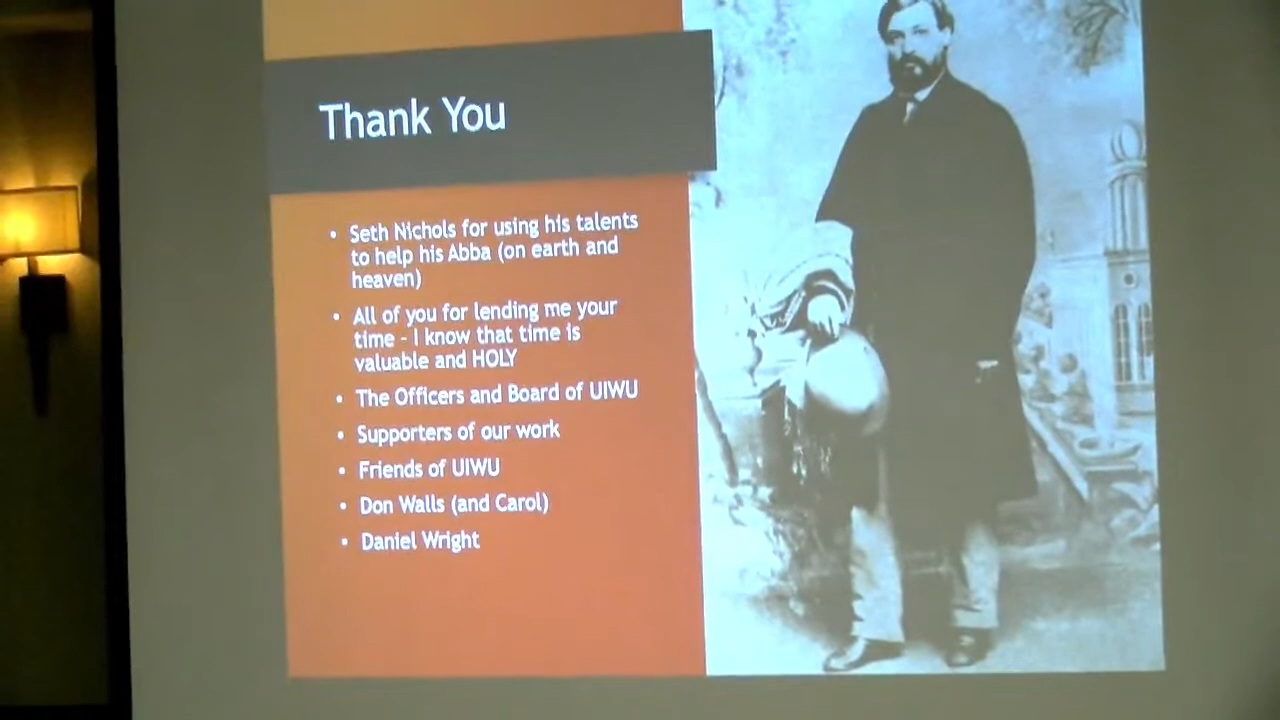 Thank You
• Seth Nichols for using his talents
to help his Abba (on earth and
heaven)
• All of you for lending me your
time - I know that time is
valuable and HOLY
• The Officers and Board of UIWU
• Supporters of our work
• Friends of UIWU
• Don Walls (and Carol)
• Daniel Wright